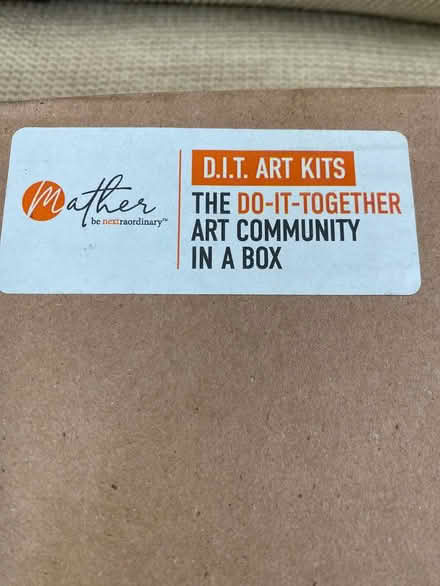 Mather
be nextraordinary™
D.I.T. ART KITS
THE DO-IT-TOGETHER
ART COMMUNITY
IN A BOX